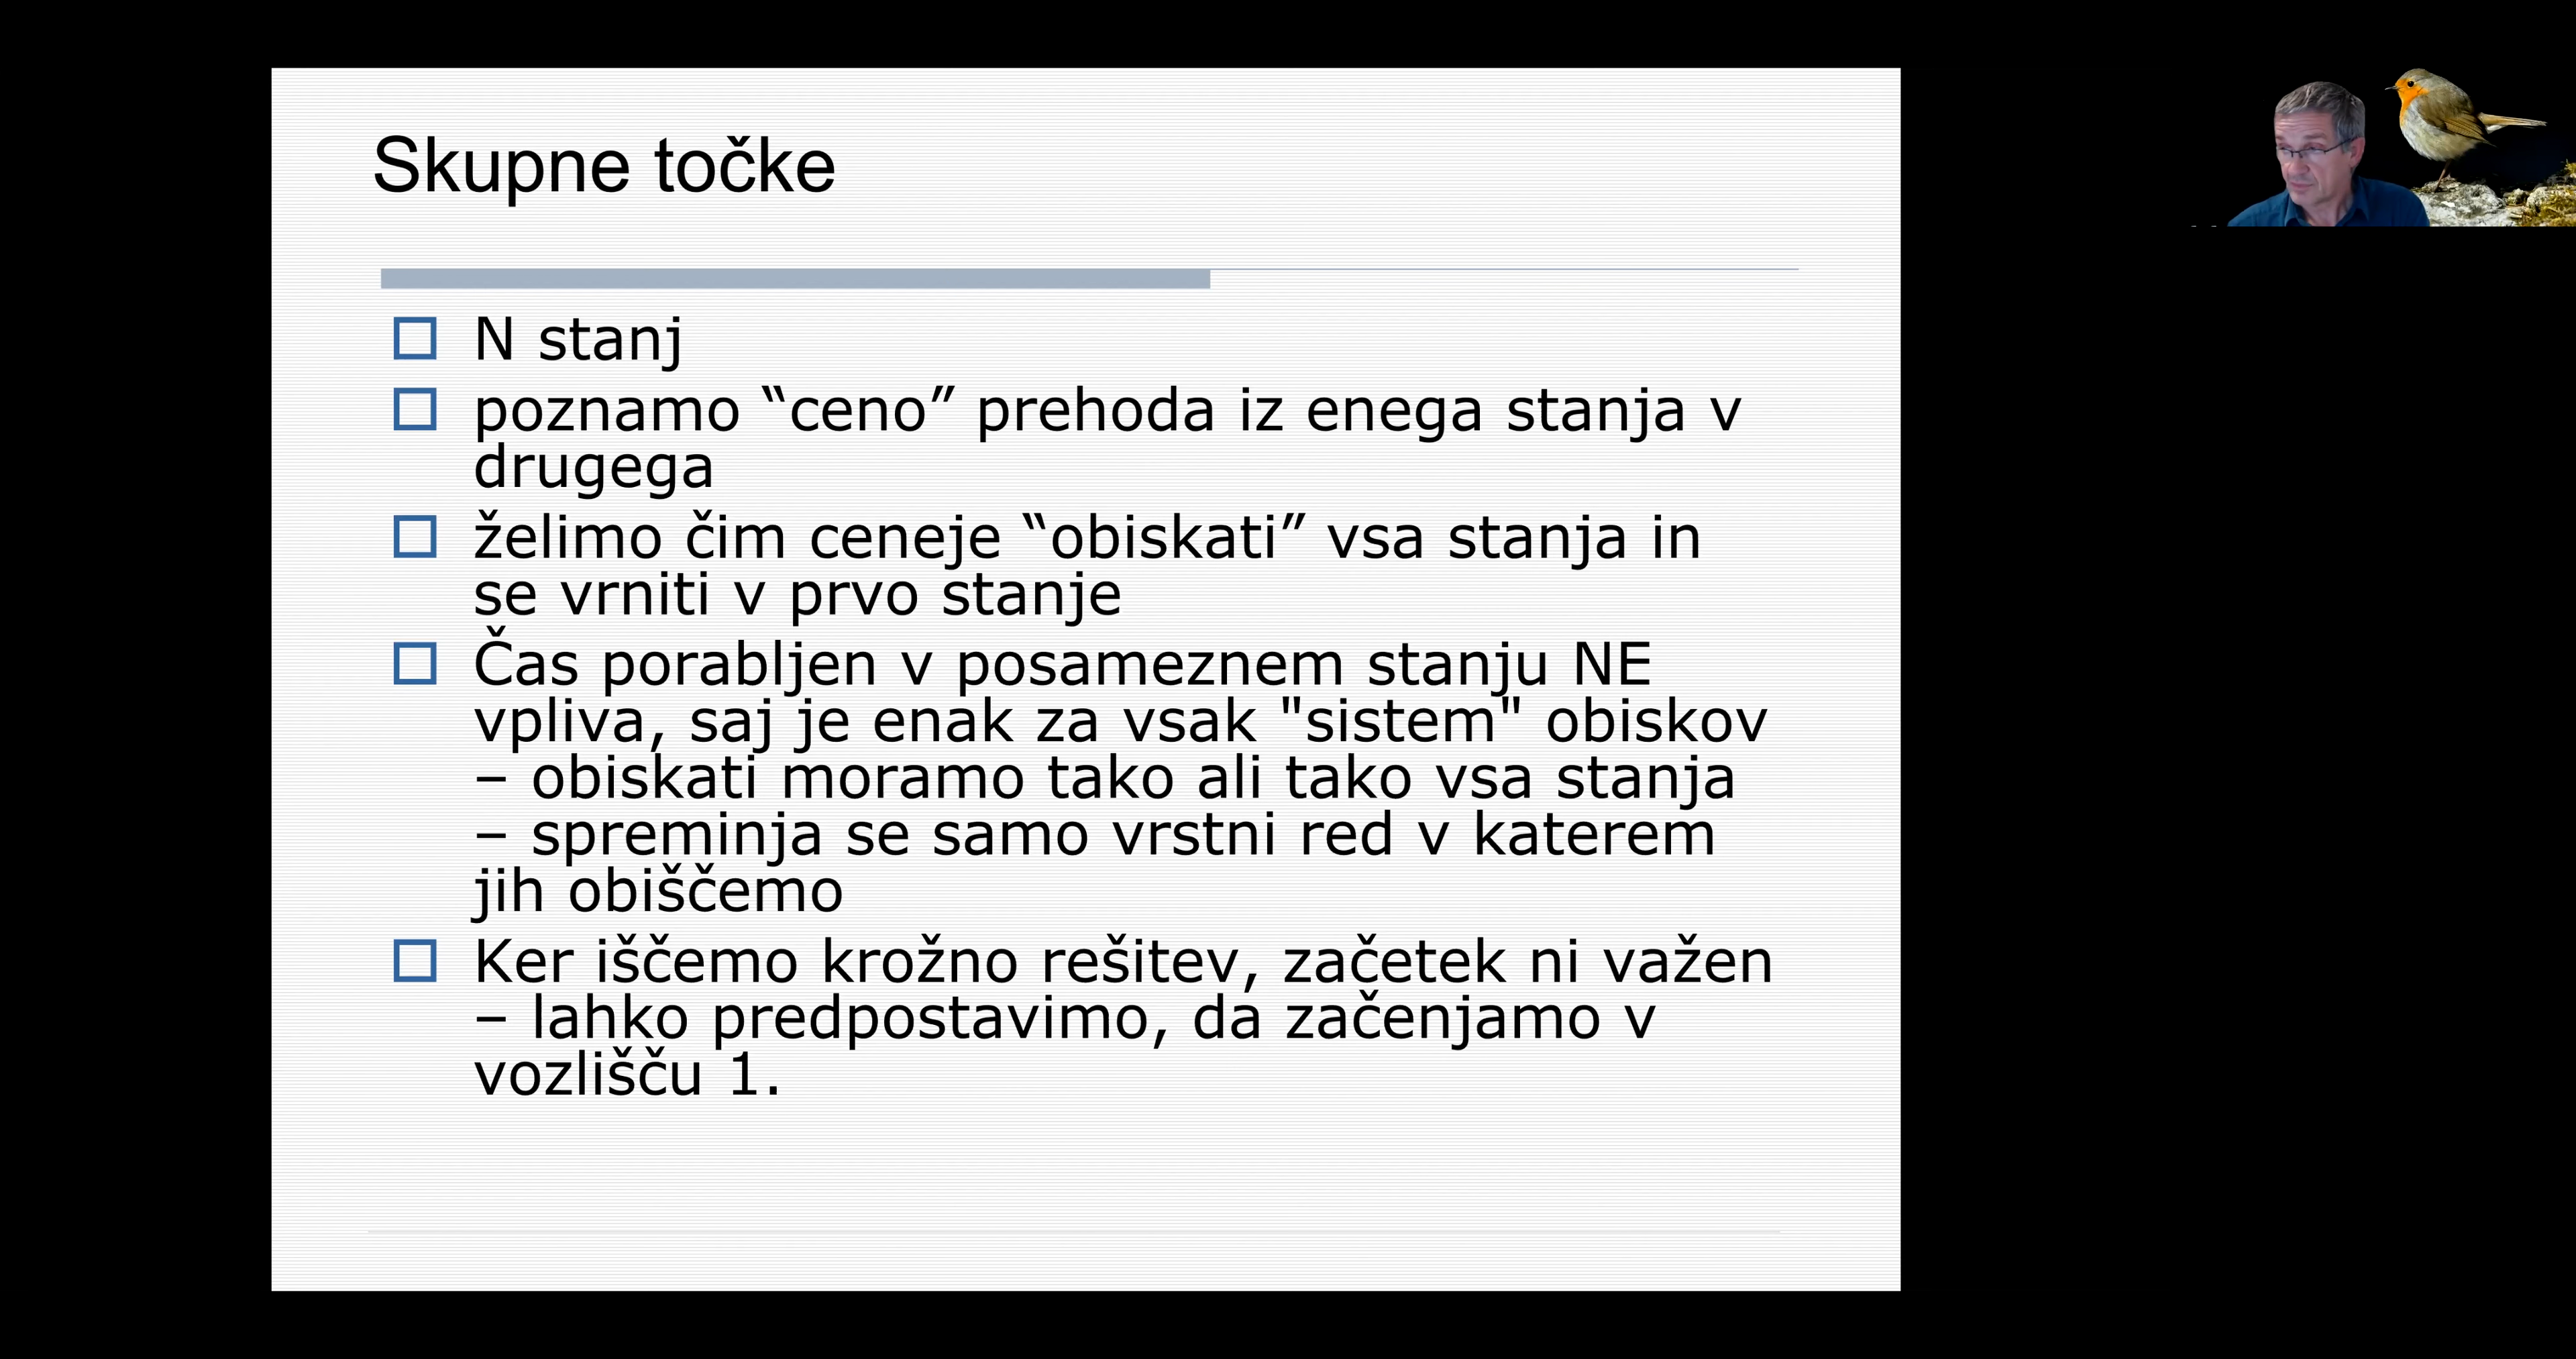 Skupne točke
N stanj
poznamo “ceno” prehoda iz enega stanja v
drugega
želimo čim ceneje “obiskati” vsa stanja in
se vrniti v prvo stanje
Čas porabljen v posameznem stanju NE
vpliva, saj je enak za vsak "sistem" obiskov
– obiskati moramo tako ali tako vsa stanja
– spreminja se samo vrstni red v katerem
jih obiščemo
Ker iščemo krožno rešitev, začetek ni važen
– lahko predpostavimo, da začenjamo v
vozlišču 1.